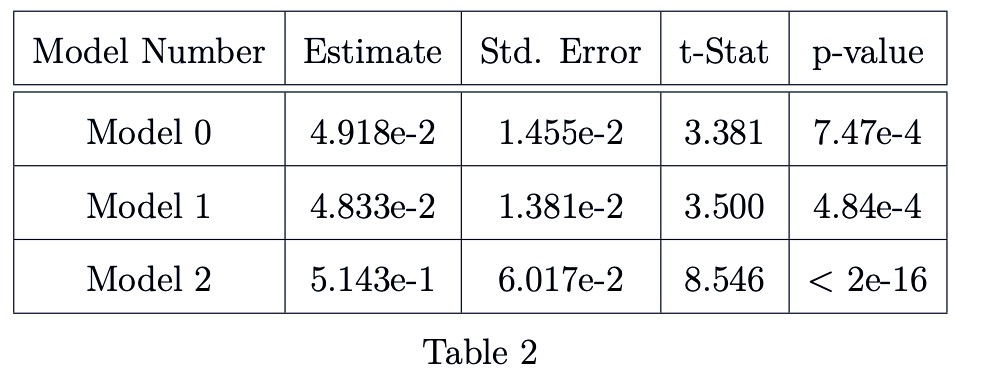 Model Number Estimate Std. Error t-Stat p-value
Model 0 4.918e-2 1.455e-2 3.381 7.47e-4
Model 1 4.833e-2 1.381e-2 3.500 4.84e-4
Model 2 5.143e-1 6.017e-2 8.546 < 2e-16
Table 2